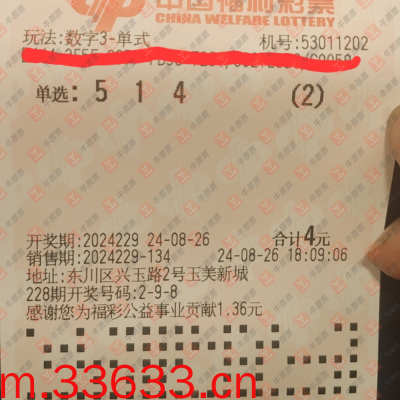 中国福利彩票
CHINA WELFARE LOTTERY
玩法:数字3-单式 机号:53011202
单选: 5 1 4 (2)
开奖期:2024229 24-08-26 合计4元
销售期:2024229-134 24-08-26 18:09:06
地址:东川区兴玉路2号玉美新城
228期开奖号码:2-9-8
感谢您为福彩公益事业贡献1.36元
m.33633.cn